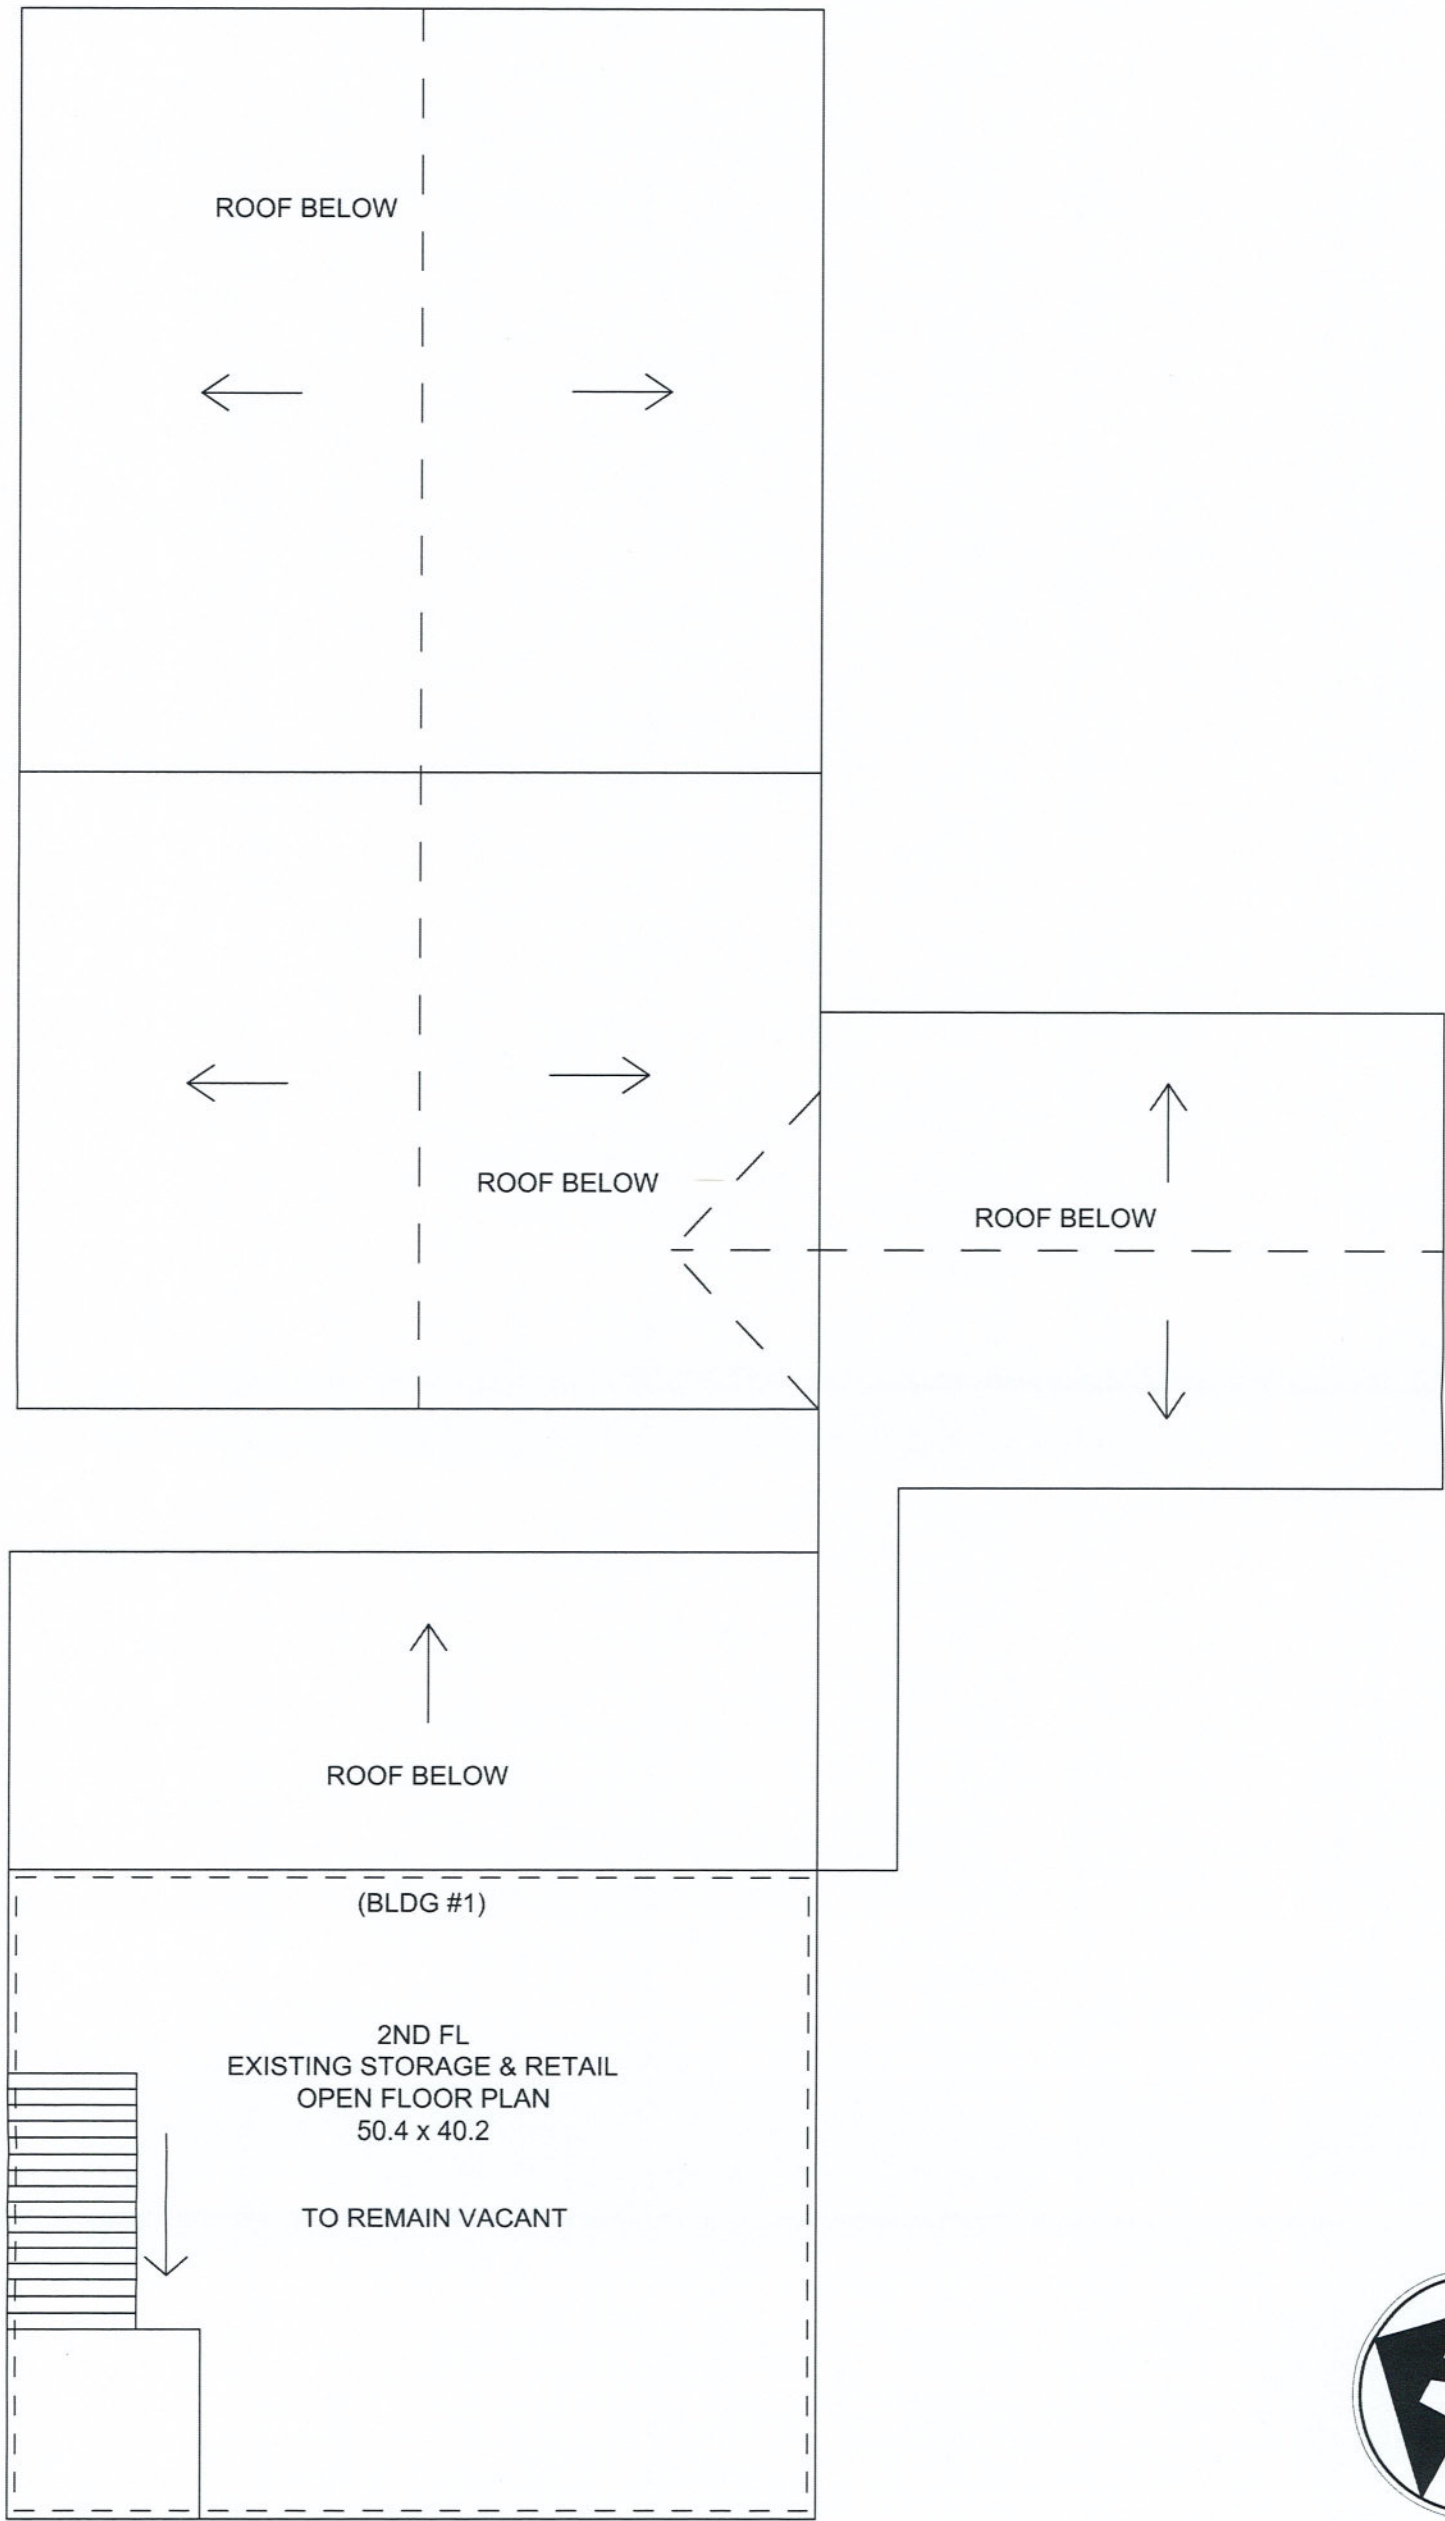 ROOF BELOW
ROOF BELOW
ROOF BELOW
ROOF BELOW
(BLDG #1)
2ND FL
EXISTING STORAGE & RETAIL
OPEN FLOOR PLAN
50.4 x 40.2
TO REMAIN VACANT